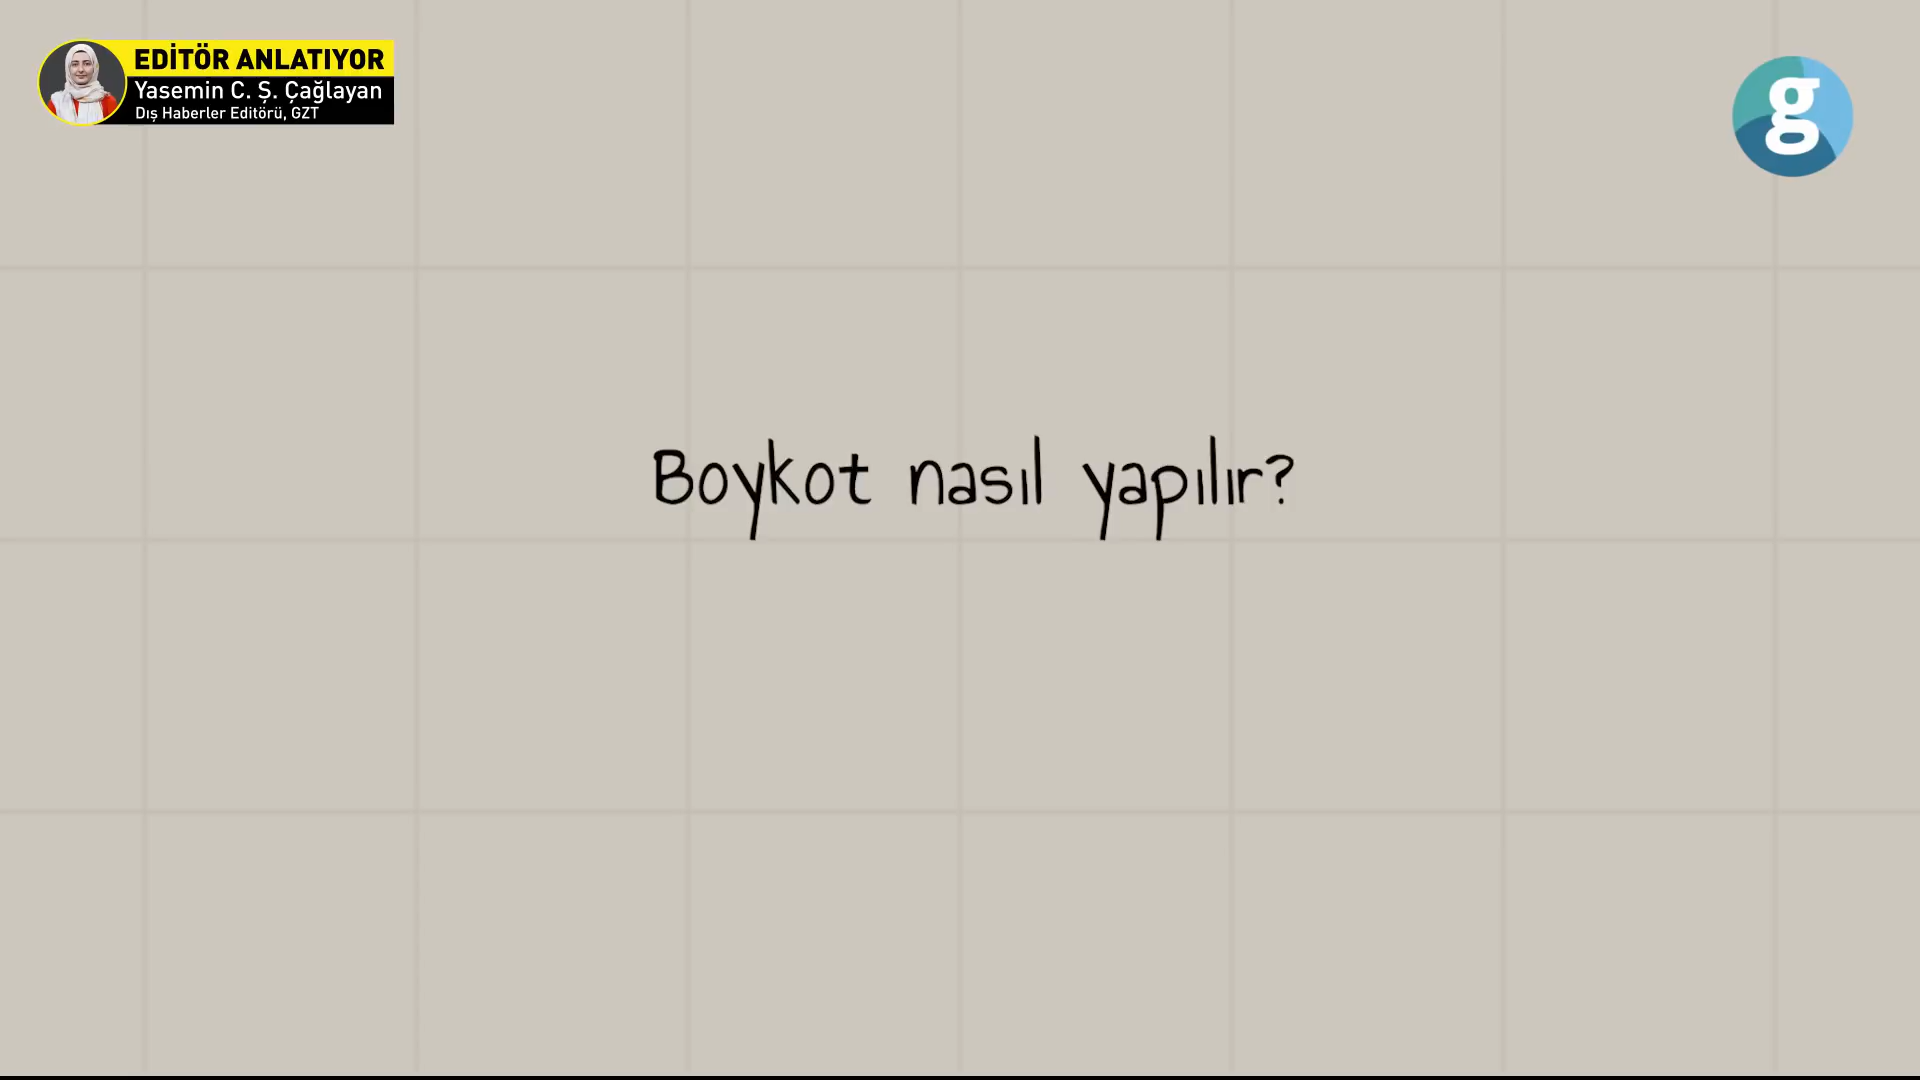 EDİTÖR ANLATIYOR
Yasemin C. Ş. Çağlayan
Dış Haberler Editörü, GZT
g
Boykot nasıl yapılır?